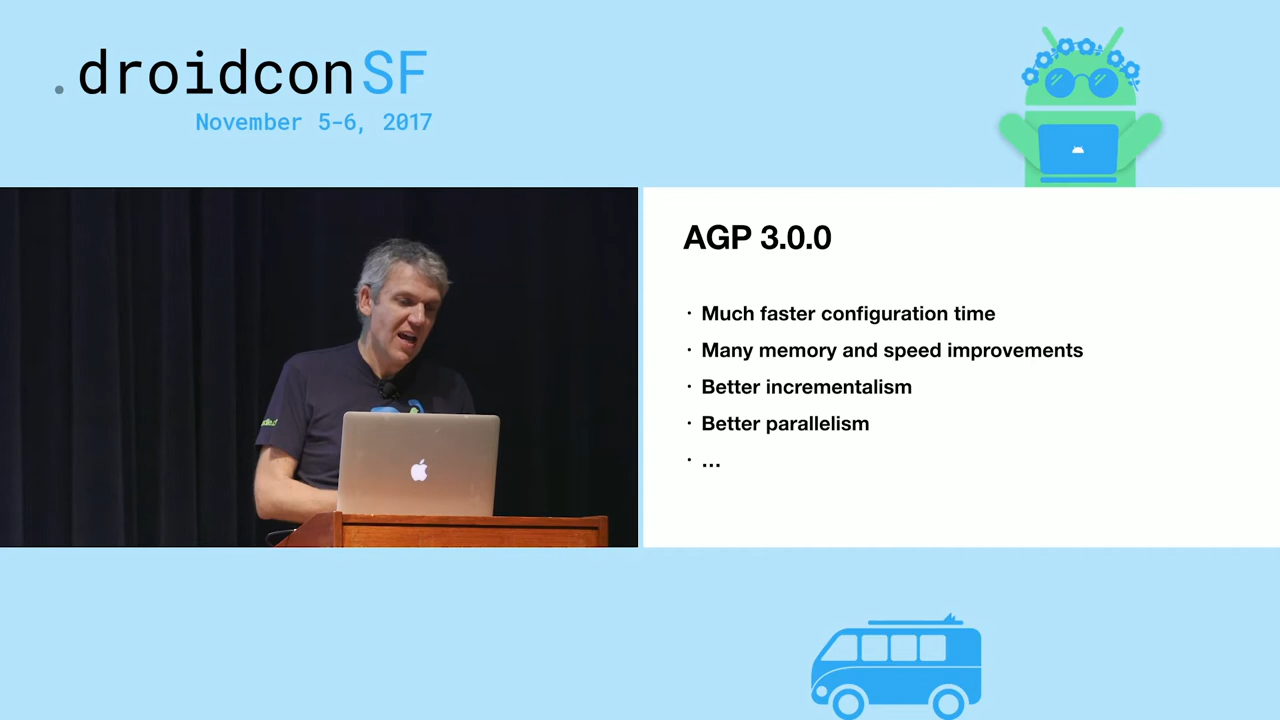 .droidconSF
November 5-6, 2017
AGP 3.0.0
· Much faster configuration time
· Many memory and speed improvements
· Better incrementalism
· Better parallelism
· ...